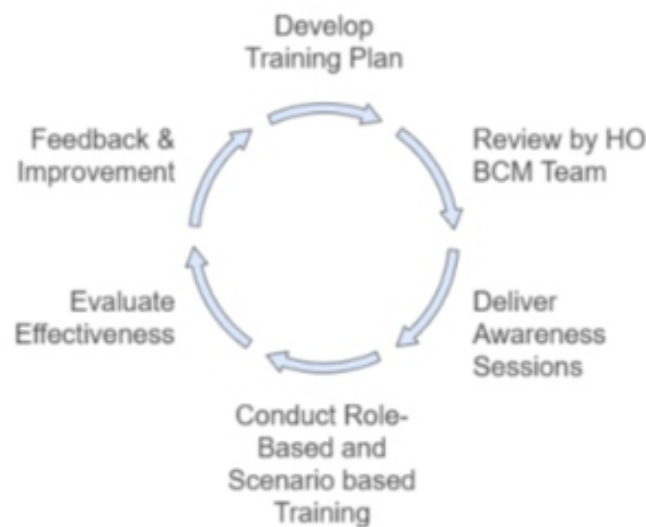 Develop
Training Plan
Review by HO
BCM Team
Deliver
Awareness
Sessions
Conduct Role-
Based and
Scenario based
Training
Evaluate
Effectiveness
Feedback &
Improvement